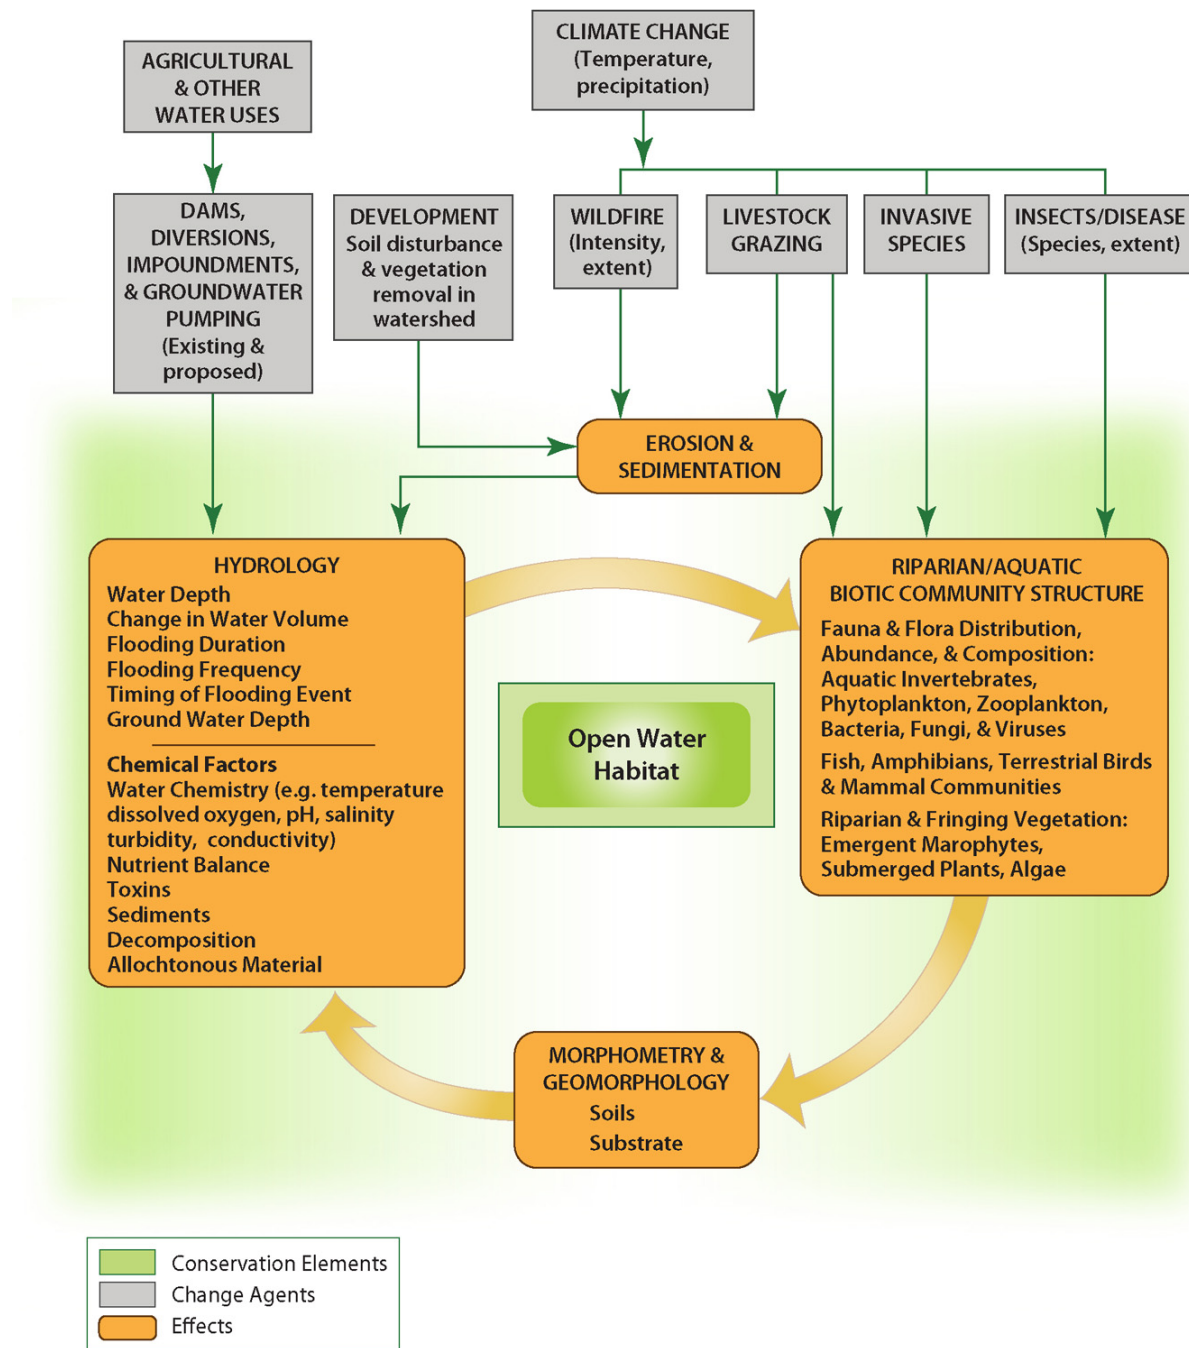 AGRICULTURAL
& OTHER
WATER USES
CLIMATE CHANGE
(Temperature,
precipitation)
DAMS,
DIVERSIONS,
IMPOUNDMENTS,
& GROUNDWATER
PUMPING
(Existing &
proposed)
DEVELOPMENT
Soil disturbance
& vegetation
removal in
watershed
WILDFIRE
(Intensity,
extent)
LIVESTOCK
GRAZING
INVASIVE
SPECIES
INSECTS/DISEASE
(Species, extent)
EROSION &
SEDIMENTATION
HYDROLOGY
Water Depth
Change in Water Volume
Flooding Duration
Flooding Frequency
Timing of Flooding Event
Ground Water Depth
Chemical Factors
Water Chemistry (e.g. temperature
dissolved oxygen, pH, salinity
turbidity, conductivity)
Nutrient Balance
Toxins
Sediments
Decomposition
Allochtonous Material
Open Water
Habitat
RIPARIAN/AQUATIC
BIOTIC COMMUNITY STRUCTURE
Fauna & Flora Distribution,
Abundance, & Composition:
Aquatic Invertebrates,
Phytoplankton, Zooplankton,
Bacteria, Fungi, & Viruses
Fish, Amphibians, Terrestrial Birds
& Mammal Communities
Riparian & Fringing Vegetation:
Emergent Marophytes,
Submerged Plants, Algae
MORPHOMETRY &
GEOMORPHOLOGY
Soils
Substrate
Conservation Elements
Change Agents
Effects